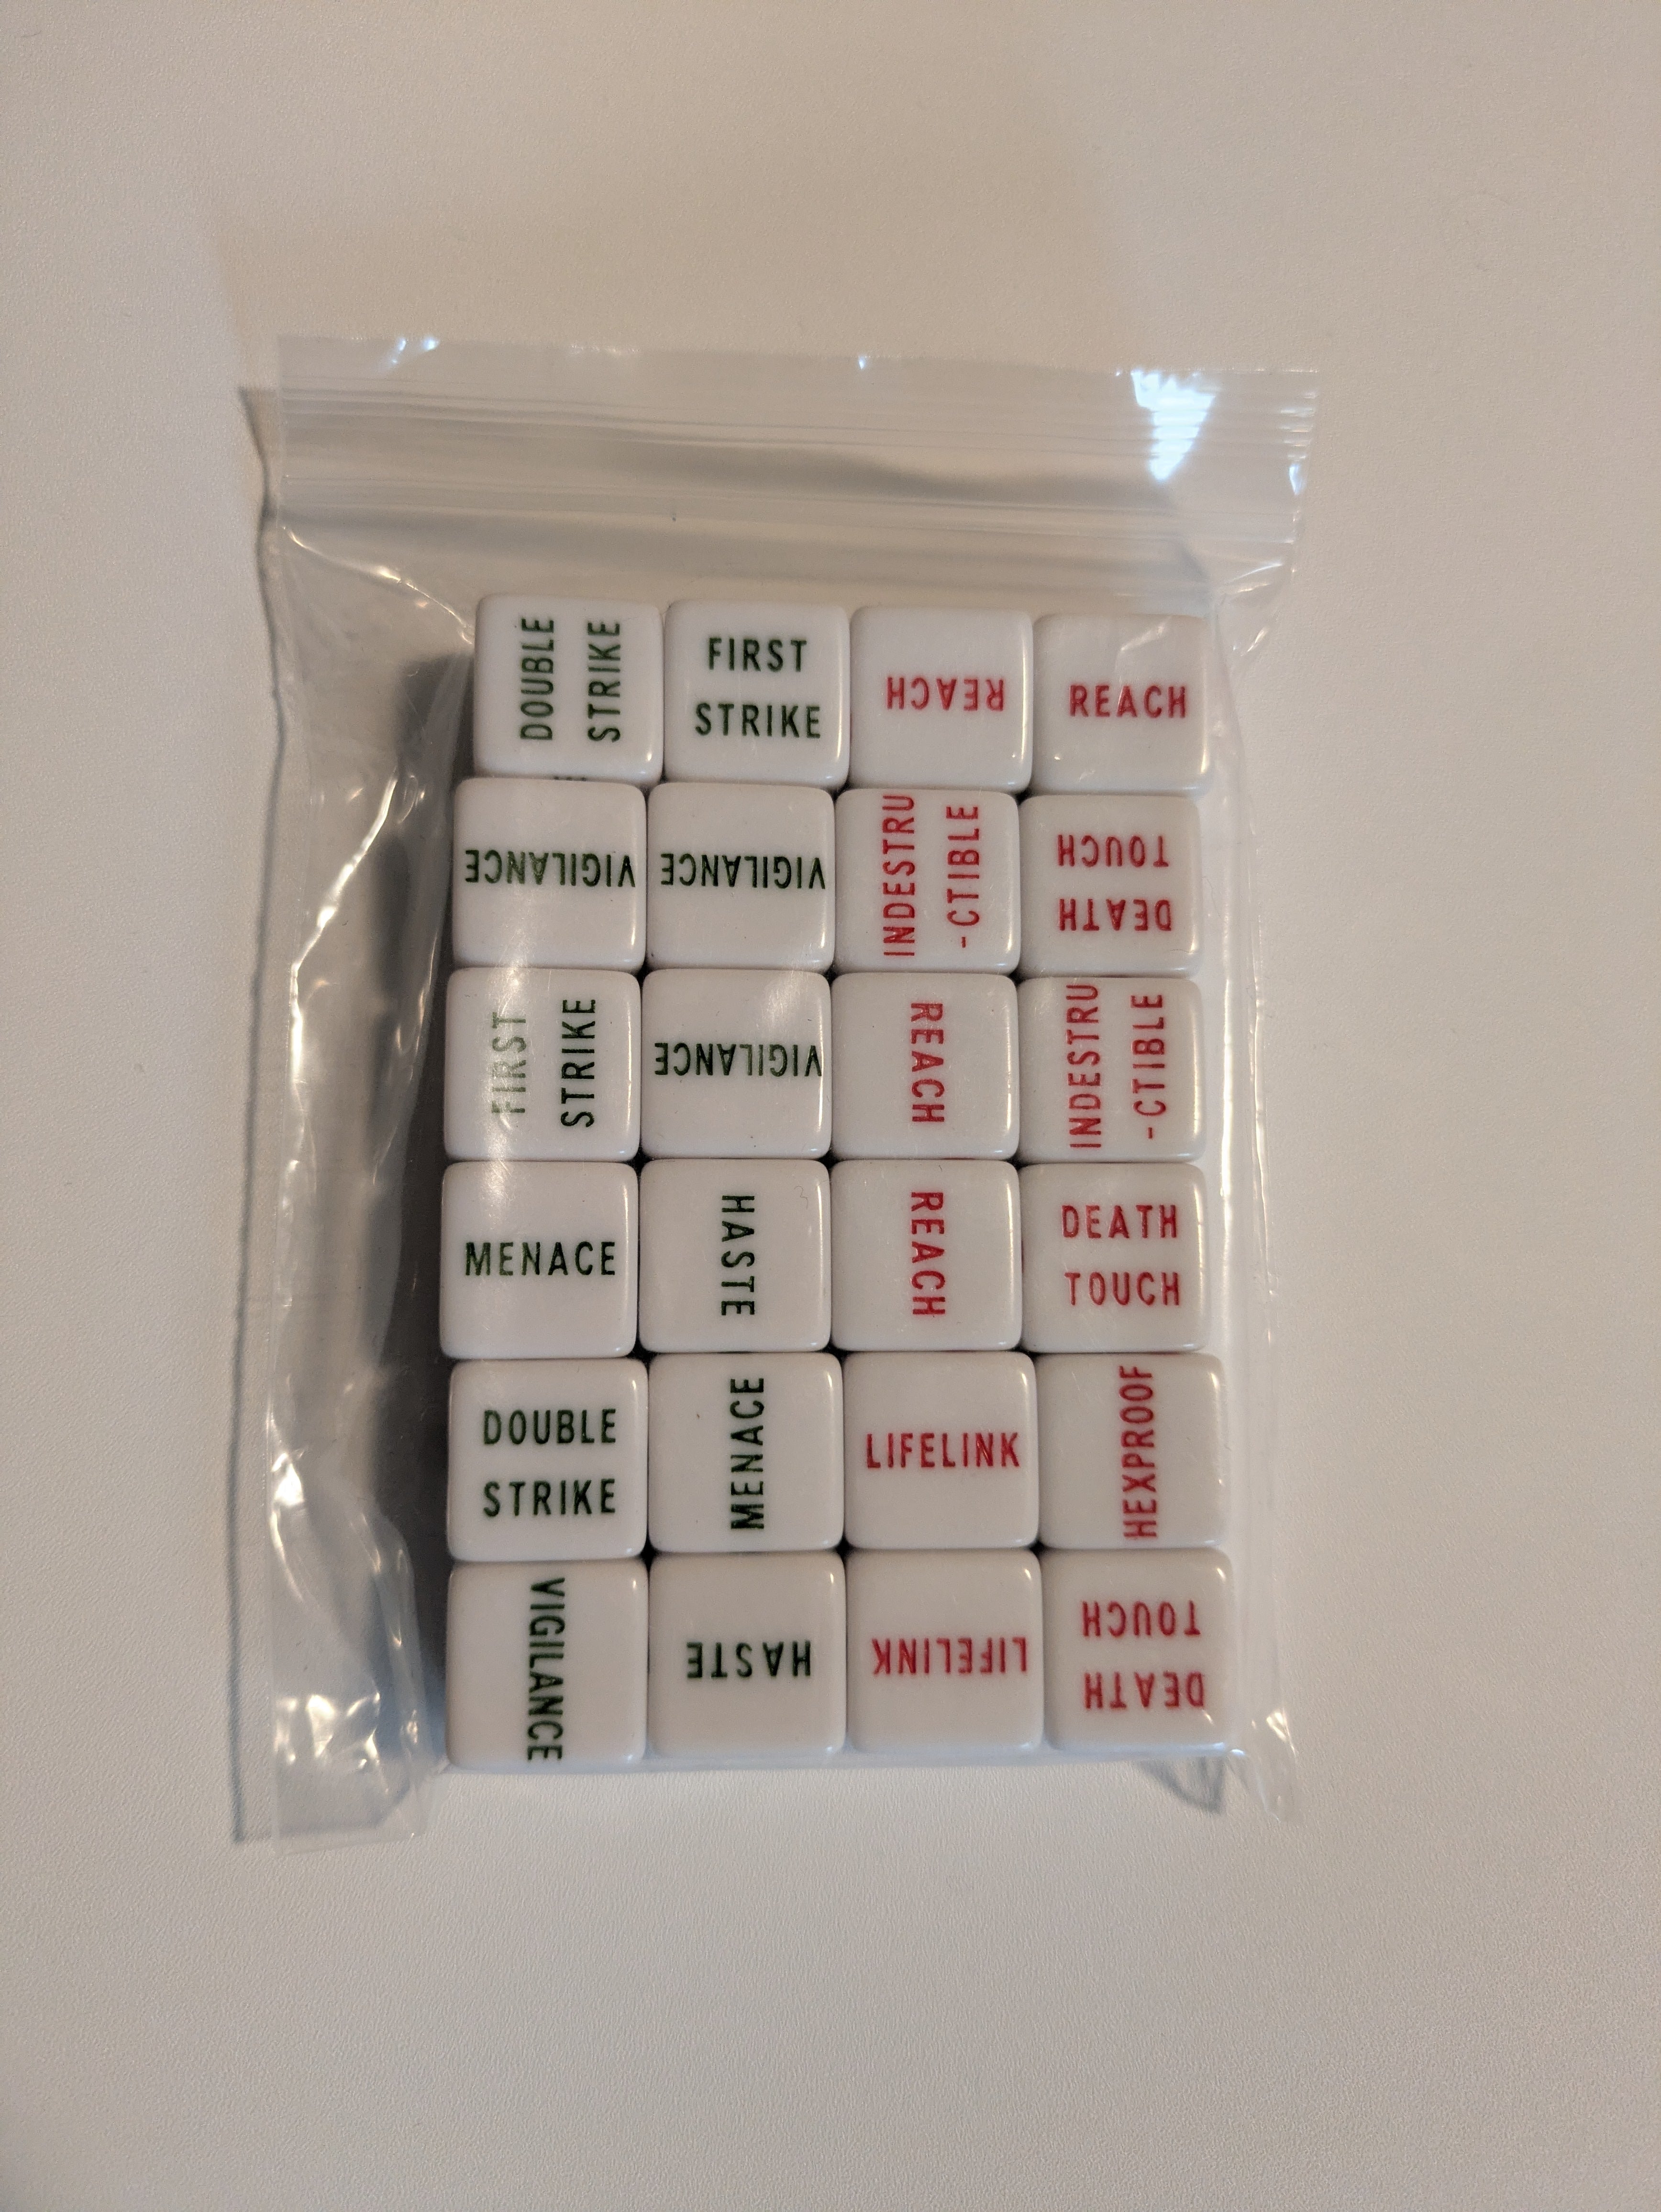 DOUBLE
STRIKE
FIRST
STRIKE
REACH
REACH
VIGILANCE
VIGILANCE
INDESTRU
-CTIBLE
DEATH
TOUCH
FIRST
STRIKE
VIGILANCE
REACH
INDESTRU
-CTIBLE
MENACE
HASTE
REACH
DEATH
TOUCH
DOUBLE
STRIKE
MENACE
LIFELINK
HEXPROOF
VIGILANCE
HASTE
LIFELINK
DEATH
TOUCH